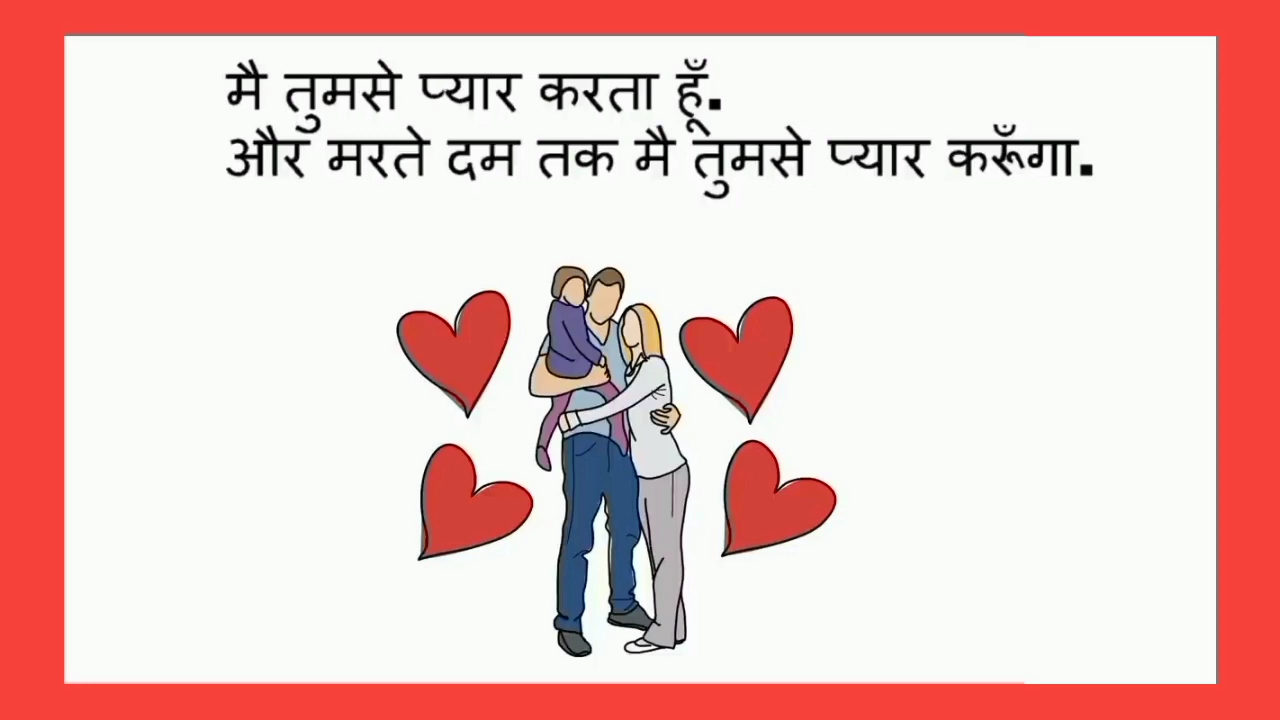 मै तुमसे प्यार करता हूँ.
और मरते दम तक मै तुमसे प्यार करूँगा.